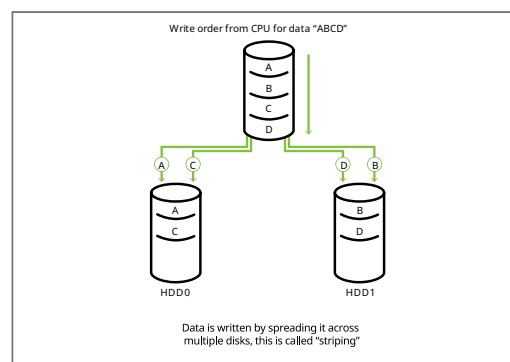 Write order from CPU for data “ABCD”
A
B
C
D
A C D B
A B
C D
HDD0 HDD1
Data is written by spreading it across
multiple disks, this is called “striping”